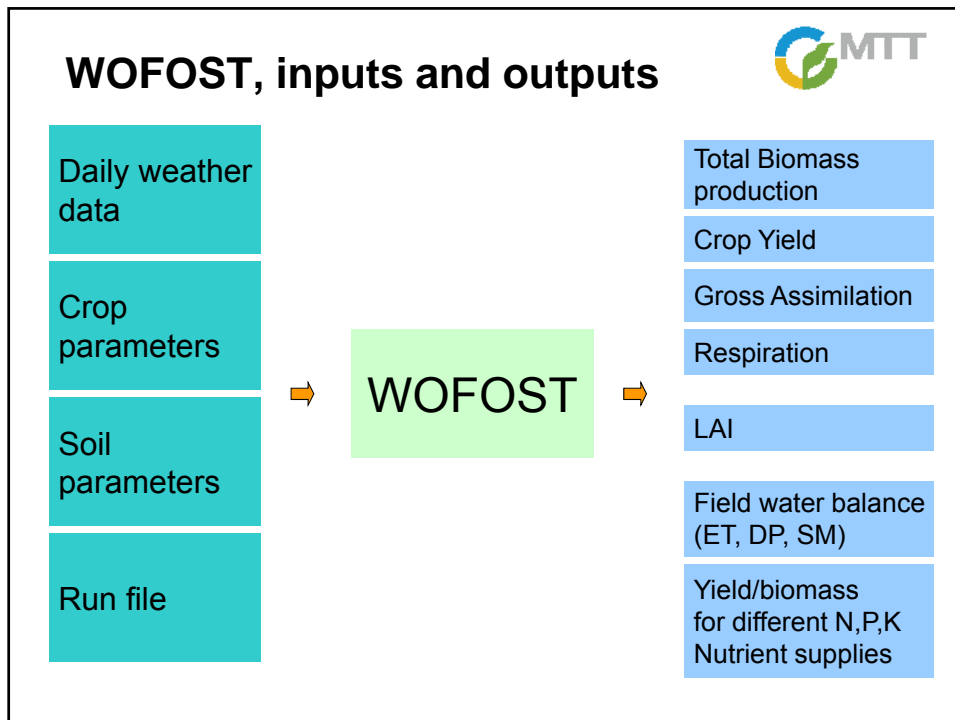 WOFOST, inputs and outputs
MTT
Daily weather
data
Crop
parameters
Soil
parameters
Run file
WOFOST
Total Biomass
production
Crop Yield
Gross Assimilation
Respiration
LAI
Field water balance
(ET, DP, SM)
Yield/biomass
for different N,P,K
Nutrient supplies